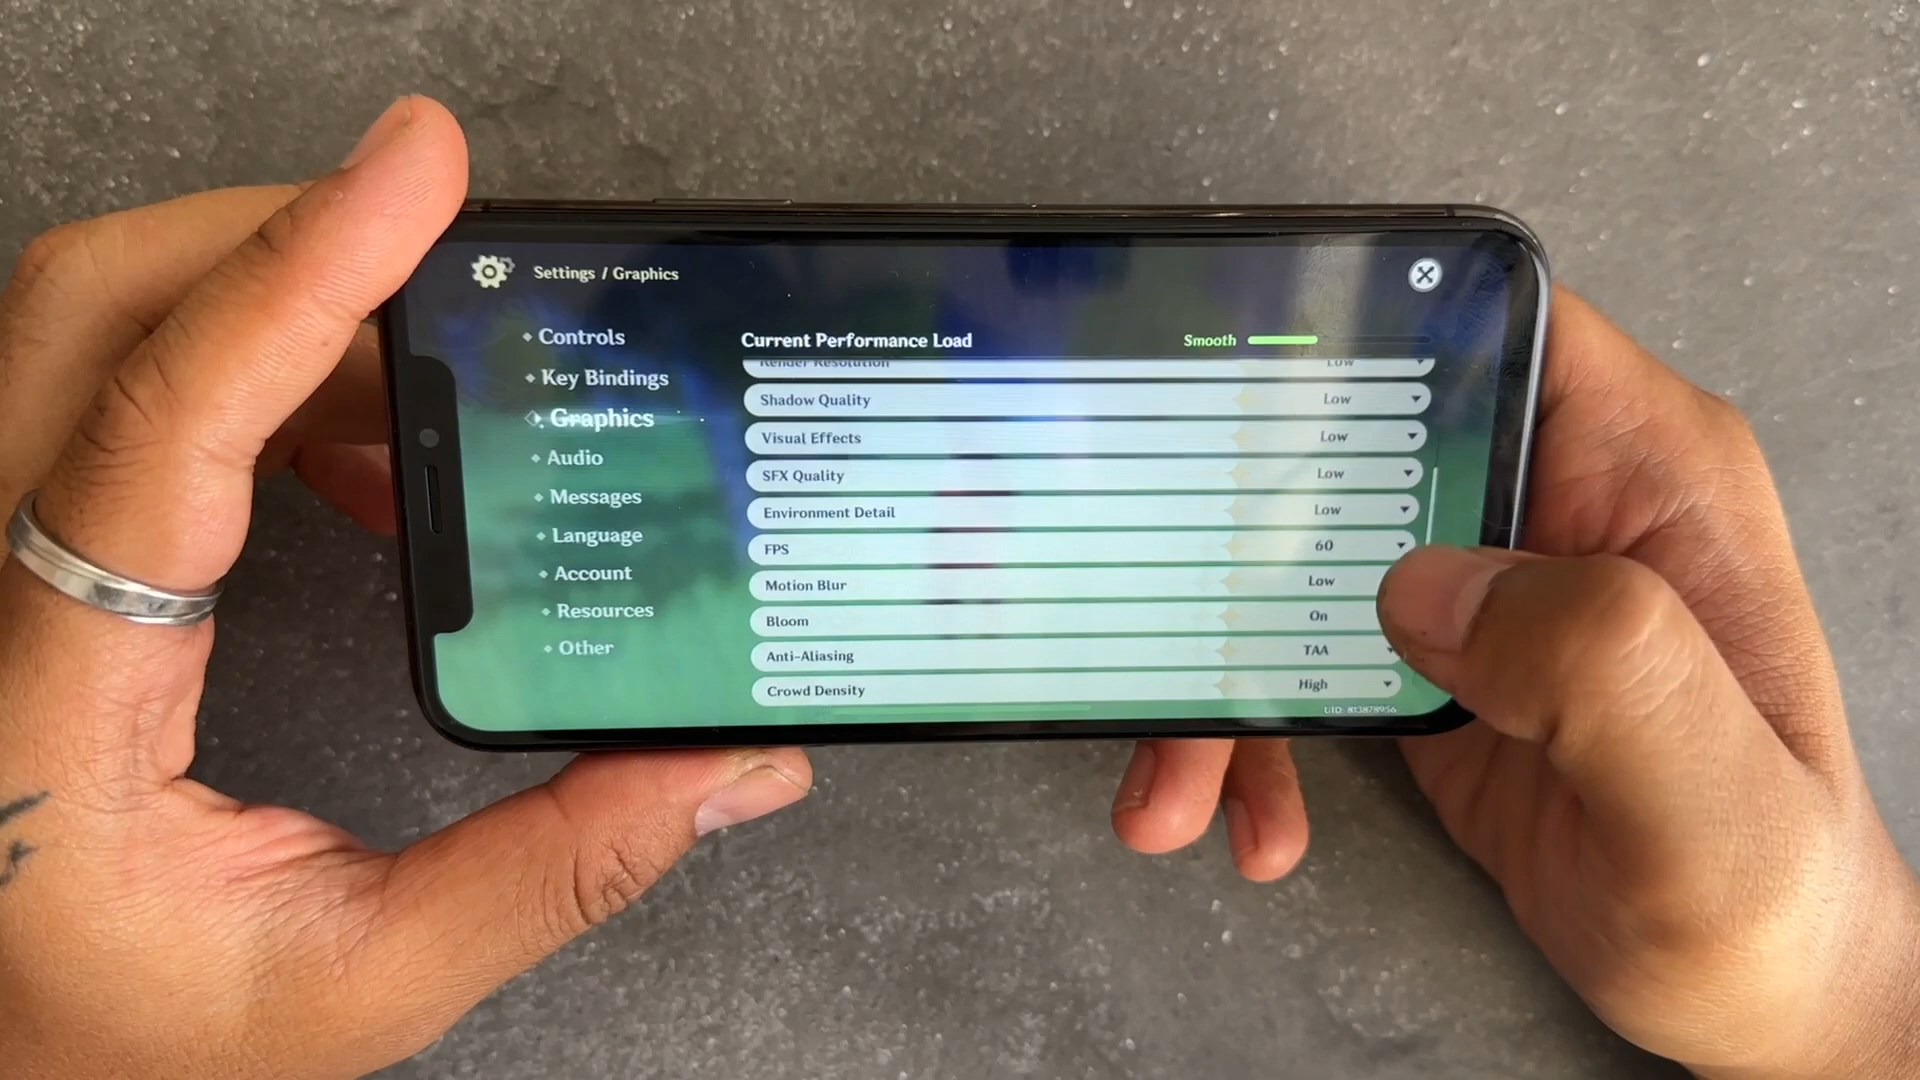 Settings / Graphics
Controls
Key Bindings
Graphics
Audio
Messages
Language
Account
Resources
Other
Current Performance Load
Smooth
Render Resolution Low
Shadow Quality Low
Visual Effects Low
SFX Quality Low
Environment Detail Low
FPS 60
Motion Blur Low
Bloom On
Anti-Aliasing TAA
Crowd Density High
UID: 813878956